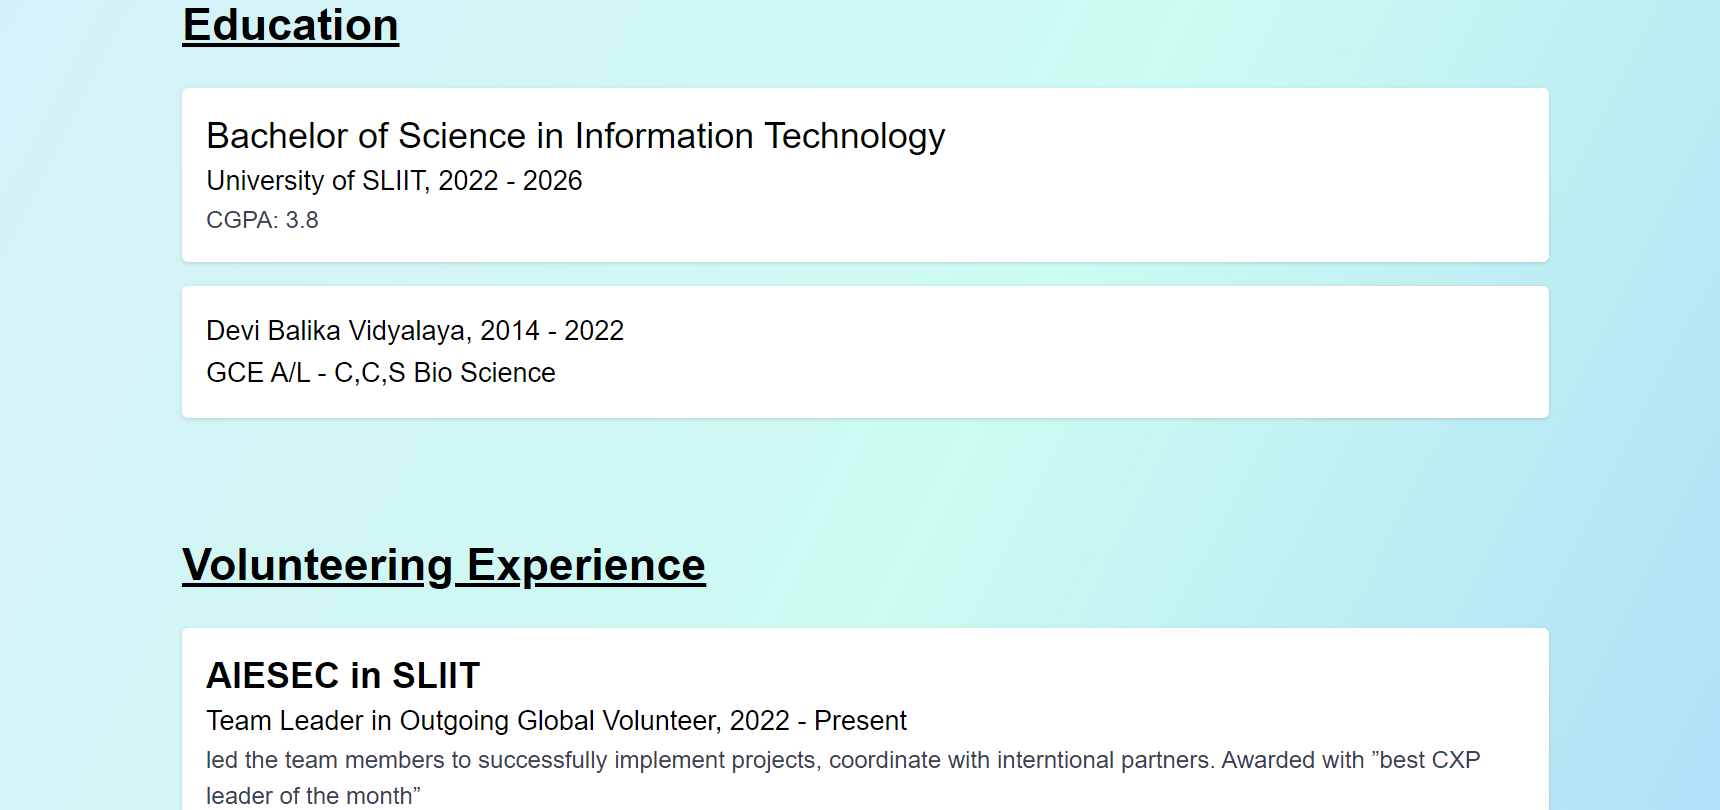 Education
Bachelor of Science in Information Technology
University of SLIIT, 2022 - 2026
CGPA: 3.8
Devi Balika Vidyalaya, 2014 - 2022
GCE A/L - C,C,S Bio Science
Volunteering Experience
AIESEC in SLIIT
Team Leader in Outgoing Global Volunteer, 2022 - Present
led the team members to successfully implement projects, coordinate with interntional partners. Awarded with ”best CXP
leader of the month”